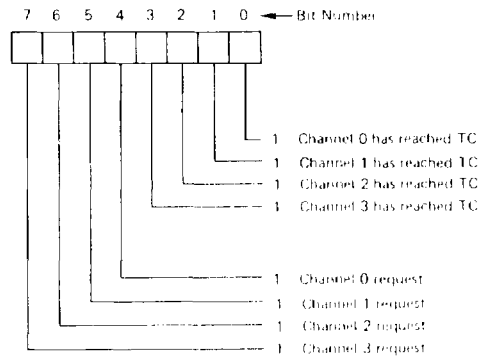 7 6 5 4 3 2 1 0 Bit Number
1 Channel 0 has reached TC
1 Channel 1 has reached TC
1 Channel 2 has reached TC
1 Channel 3 has reached TC
1 Channel 0 request
1 Channel 1 request
1 Channel 2 request
1 Channel 3 request